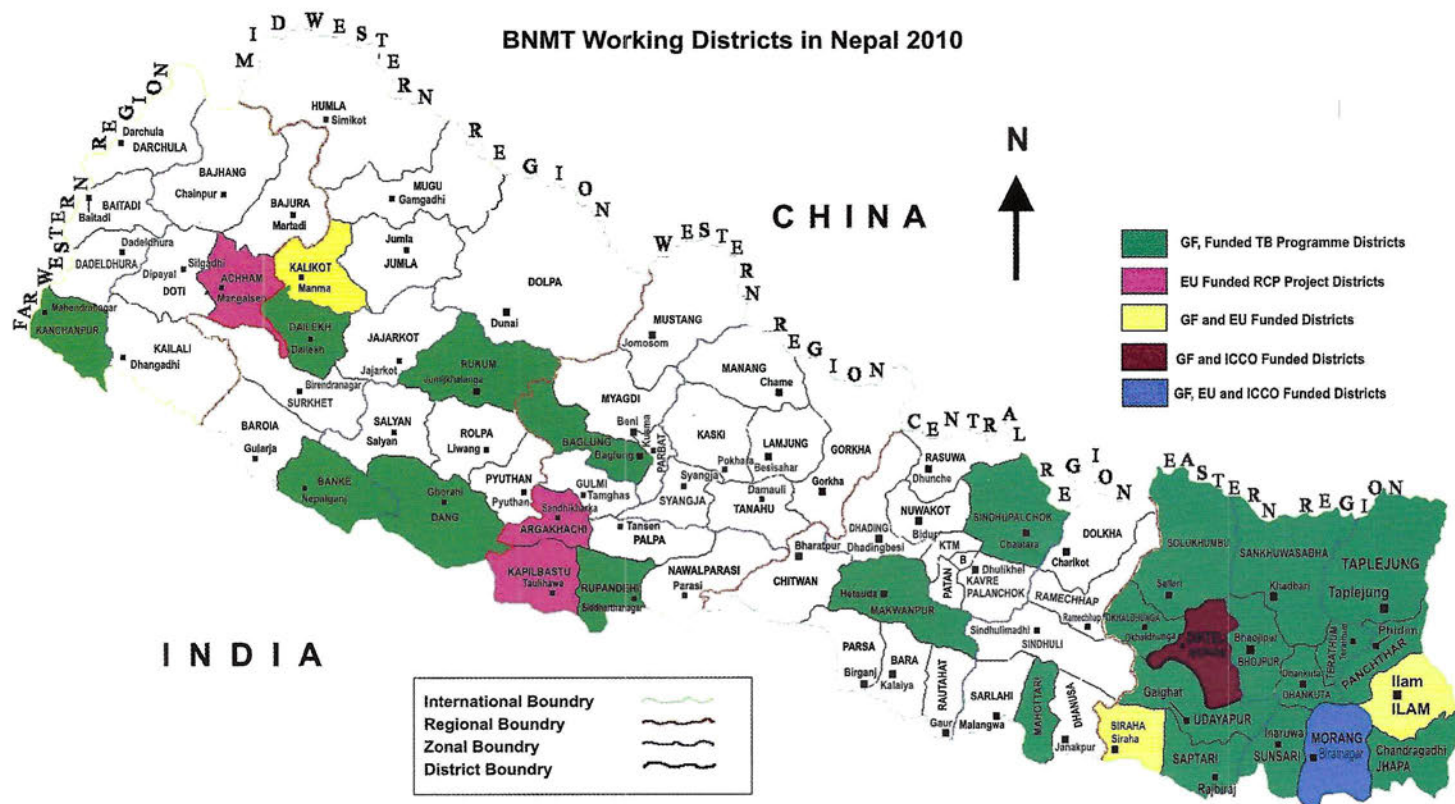 BNMT Working Districts in Nepal 2010
FAR WESTERN REGION
MIDWESTERN REGION
WESTERN REGION
CENTRAL REGION
EASTERN REGION
CHINA
INDIA
N
GF, Funded TB Programme Districts
EU Funded RCP Project Districts
GF and EU Funded Districts
GF and ICCO Funded Districts
GF, EU and ICCO Funded Districts
International Boundry
Regional Boundry
Zonal Boundry
District Boundry
Darchula
DARCHULA
BAJHANG
Chainpur
HUMLA
Simikot
BAITADI
Baitadi
BAJURA
Martadi
MUGU
Gamgadhi
Dadeldhura
DADELDHURA
Dipayal
Silgadhi
DOTI
ACHHAM
Mangalsen
KALIKOT
Manma
Jumla
JUMLA
DOLPA
Dunai
Mahendranagar
KANCHANPUR
KAILALI
Dhangadhi
DAILEKH
Daileah
JAJARKOT
Jajarkot
RUKUM
MUSTANG
Jomosom
MANANG
Chame
Birendranagar
SURKHET
SALYAN
Salyan
ROLPA
Liwang
MYAGDI
Beni
Kusma
PARBAT
BAGLUNG
Baglung
KASKI
Pokhara
LAMJUNG
Besisahar
GORKHA
Gorkha
BAROIA
Gularja
BANKE
Nepalganj
Ghorahi
DANG
PYUTHAN
Pyuthan
GULMI
Tamghas
Syangja
SYANGJA
Damauli
TANAHU
Sandhikharka
ARGAKHACHI
Tansen
PALPA
KAPILBASTU
Taulihawa
RUPANDEHI
Siddharthanagar
NAWALPARASI
Parasi
RASUWA
Dhunche
NUWAKOT
Bidur
DHADING
Dhadingbesi
Bharatpur
CHITWAN
KTM
PATAN
B
Dhulikhel
KAVRE
PALANCHOK
SINDHUPALCHOK
Chautara
DOLKHA
Charikot
RAMECHHAP
Ramechhap
Hetauda
MAKWANPUR
Sindhulimadhi
SINDHULI
PARSA
Birganj
BARA
Kalaiya
RAUTAHAT
Gaur
SARLAHI
Malangwa
MAHOTTARI
DHANUSA
Janakpur
SIRAHA
Siraha
SOLOKHUMBU
Salleri
SANKHUWASABHA
Khadbari
TAPLEJUNG
Taplejung
OKHALDHUNGA
Okhaldhunga
Bhaojipal
BHOJPUR
TERATHUM
Terathum
Phidim
PANCHTHAR
Dhankuta
DHANKUTA
Gaighat
UDAYAPUR
SAPTARI
Rajbiraj
Inaruwa
SUNSARI
MORANG
Biratnagar
Ilam
ILAM
Chandragadhi
JHAPA